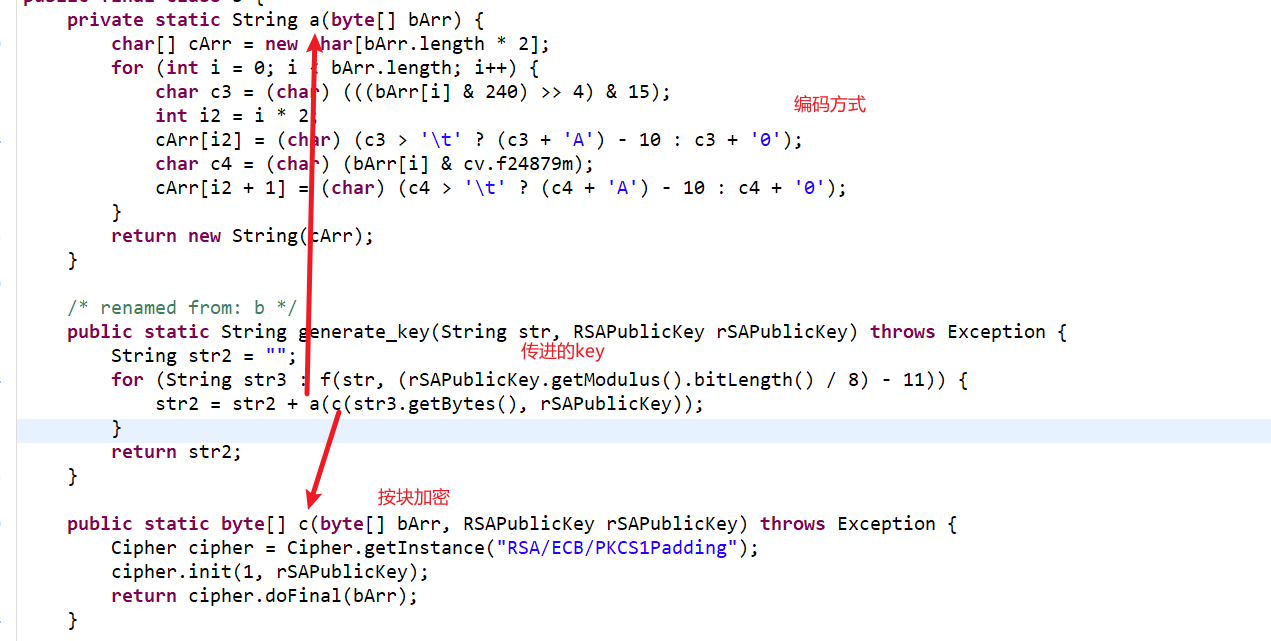 private static String a(byte[] bArr) {
char[] cArr = new char[bArr.length * 2];
for (int i = 0; i < bArr.length; i++) {
char c3 = (char) (((bArr[i] & 240) >> 4) & 15);
编码方式
int i2 = i * 2;
cArr[i2] = (char) (c3 > '\t' ? (c3 + 'A') - 10 : c3 + '0');
char c4 = (char) (bArr[i] & cv.f24879m);
cArr[i2 + 1] = (char) (c4 > '\t' ? (c4 + 'A') - 10 : c4 + '0');
}
return new String(cArr);
}
/* renamed from: b */
public static String generate_key(String str, RSAPublicKey rSAPublicKey) throws Exception {
String str2 = "";
传进的key
for (String str3 : f(str, (rSAPublicKey.getModulus().bitLength() / 8) - 11)) {
str2 = str2 + a(c(str3.getBytes(), rSAPublicKey));
}
return str2;
}
按块加密
public static byte[] c(byte[] bArr, RSAPublicKey rSAPublicKey) throws Exception {
Cipher cipher = Cipher.getInstance("RSA/ECB/PKCS1Padding");
cipher.init(1, rSAPublicKey);
return cipher.doFinal(bArr);
}